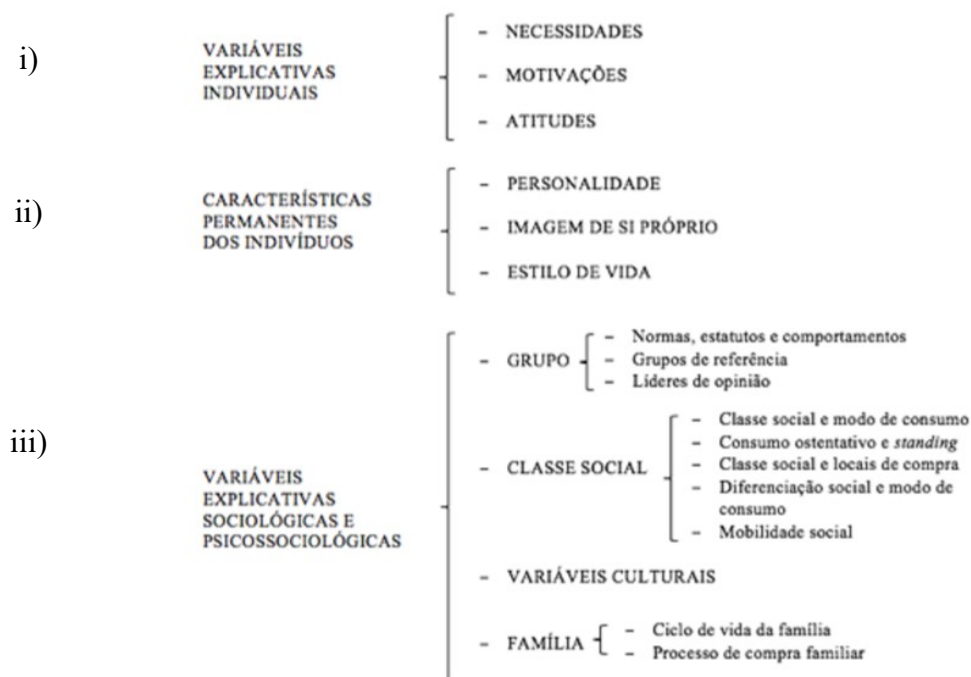 i)
VARIÁVEIS
EXPLICATIVAS
INDIVIDUAIS
– NECESSIDADES
– MOTIVAÇÕES
– ATITUDES
ii)
CARACTERÍSTICAS
PERMANENTES
DOS INDIVÍDUOS
– PERSONALIDADE
– IMAGEM DE SI PRÓPRIO
– ESTILO DE VIDA
iii)
VARIÁVEIS
EXPLICATIVAS
SOCIOLÓGICAS E
PSICOSSOCIOLÓGICAS
– GRUPO
– Normas, estatutos e comportamentos
– Grupos de referência
– Líderes de opinião
– CLASSE SOCIAL
– Classe social e modo de consumo
– Consumo ostentativo e standing
– Classe social e locais de compra
– Diferenciação social e modo de
consumo
– Mobilidade social
– VARIÁVEIS CULTURAIS
– FAMÍLIA
– Ciclo de vida da família
– Processo de compra familiar